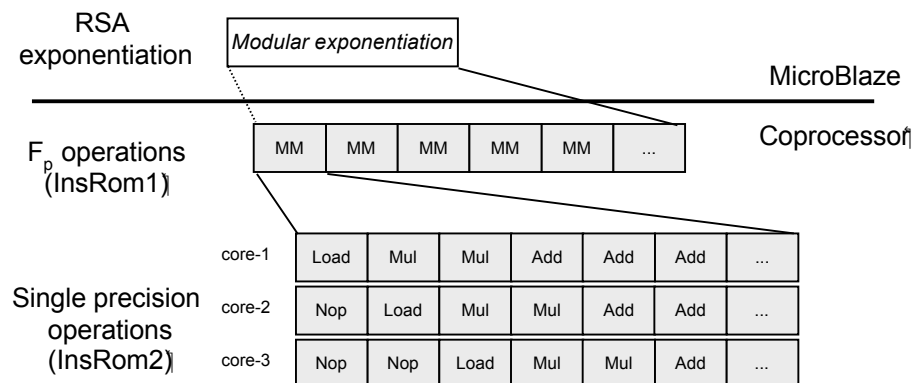 RSA
exponentiation
Modular exponentiation
MicroBlaze
Coprocessor
F_p operations
(InsRom1)
MM MM MM MM MM ...
core-1 Load Mul Mul Add Add Add ...
Single precision
operations
(InsRom2)
core-2 Nop Load Mul Mul Add Add ...
core-3 Nop Nop Load Mul Mul Add ...